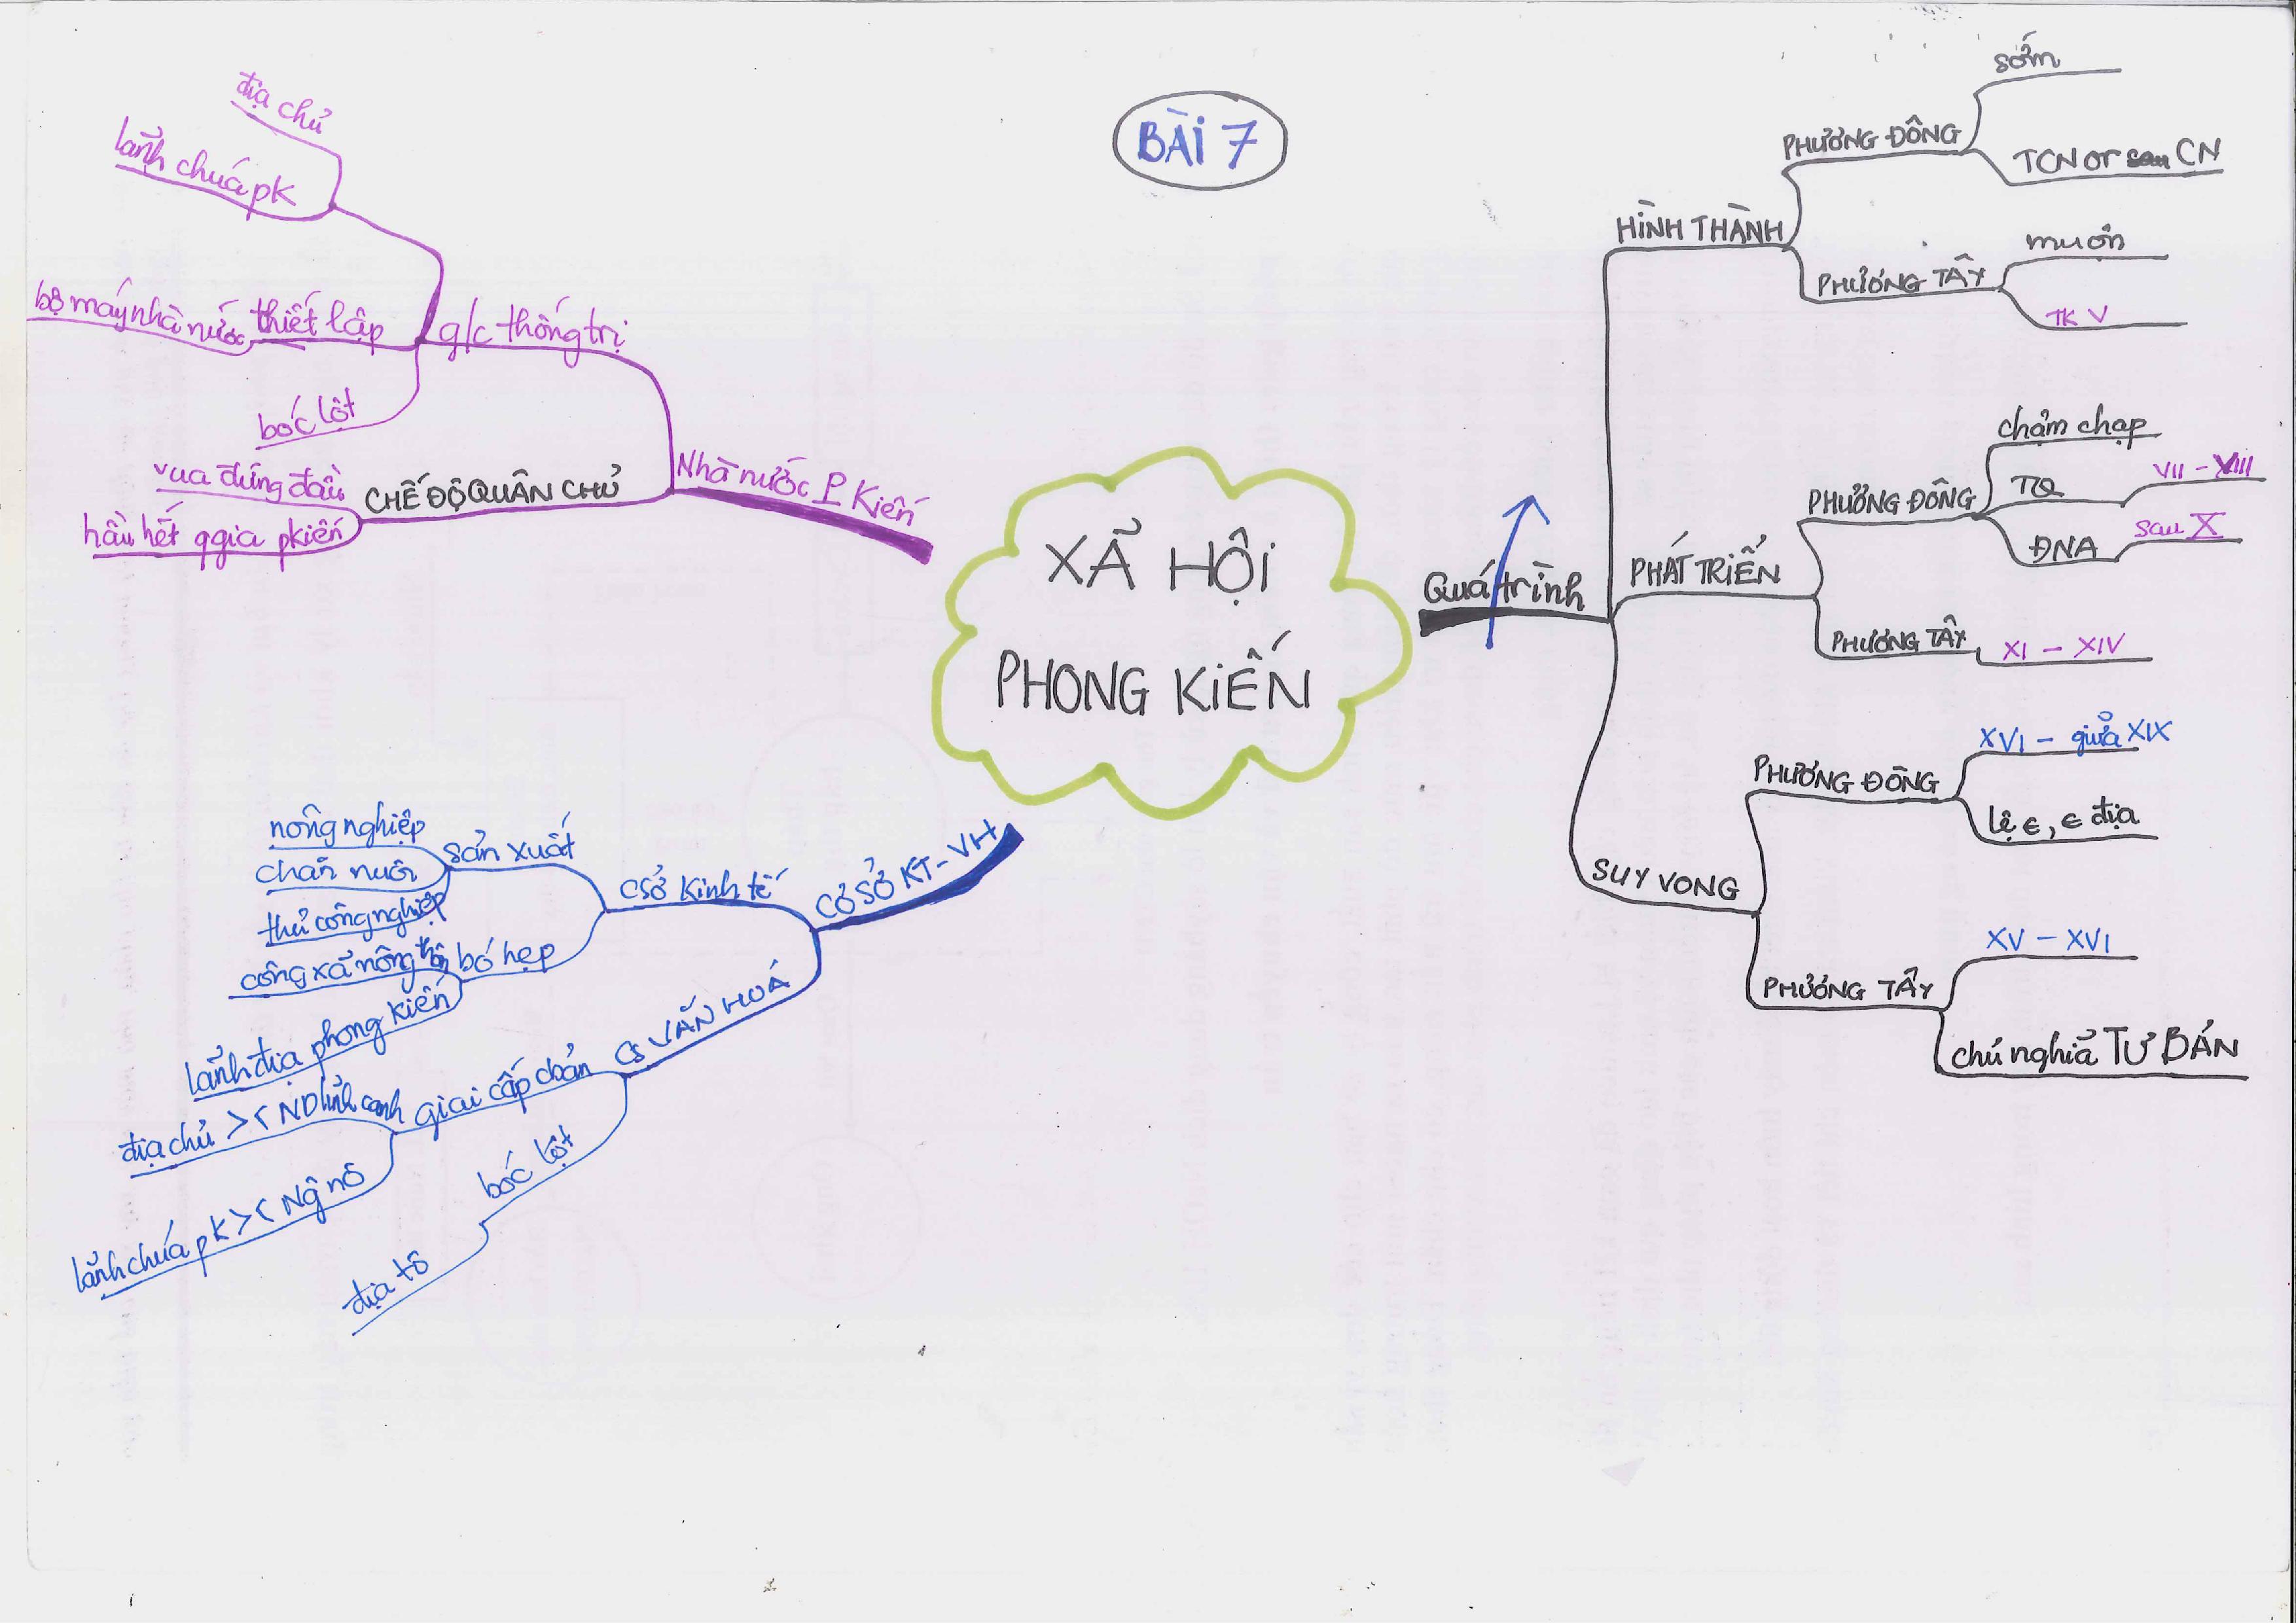 BÀI 7
XÃ HỘI
PHONG KIẾN
Quá trình
HÌNH THÀNH
PHƯƠNG ĐÔNG
sớm
TCN or sau CN
PHƯƠNG TÂY
muộn
TK V
PHÁT TRIỂN
PHƯƠNG ĐÔNG
chậm chạp
TQ
VII - XVIII
ĐNA
sau X
PHƯƠNG TÂY
XI - XIV
SUY VONG
PHƯƠNG ĐÔNG
XVI - giữa XIX
lệ ∈, ∈ địa
PHƯƠNG TÂY
XV - XVI
chủ nghĩa TƯ BẢN
CƠ SỞ KT - VH
csở Kinh tế
sản xuất
nông nghiệp
chăn nuôi
thủ công nghiệp
bó hẹp
công xã nông thôn
lãnh địa phong kiến
cs VĂN HOÁ
giai cấp cbản
địa chủ >< ND lĩnh canh
lãnh chúa pk >< Ng nô
bóc lột
địa tô
Nhà nước P Kiến
g/c thống trị
địa chủ
lãnh chúa pk
thiết lập
bộ máy nhà nước
bóc lột
CHẾ ĐỘ QUÂN CHỦ
vua đứng đầu
hầu hết qgia pkiến